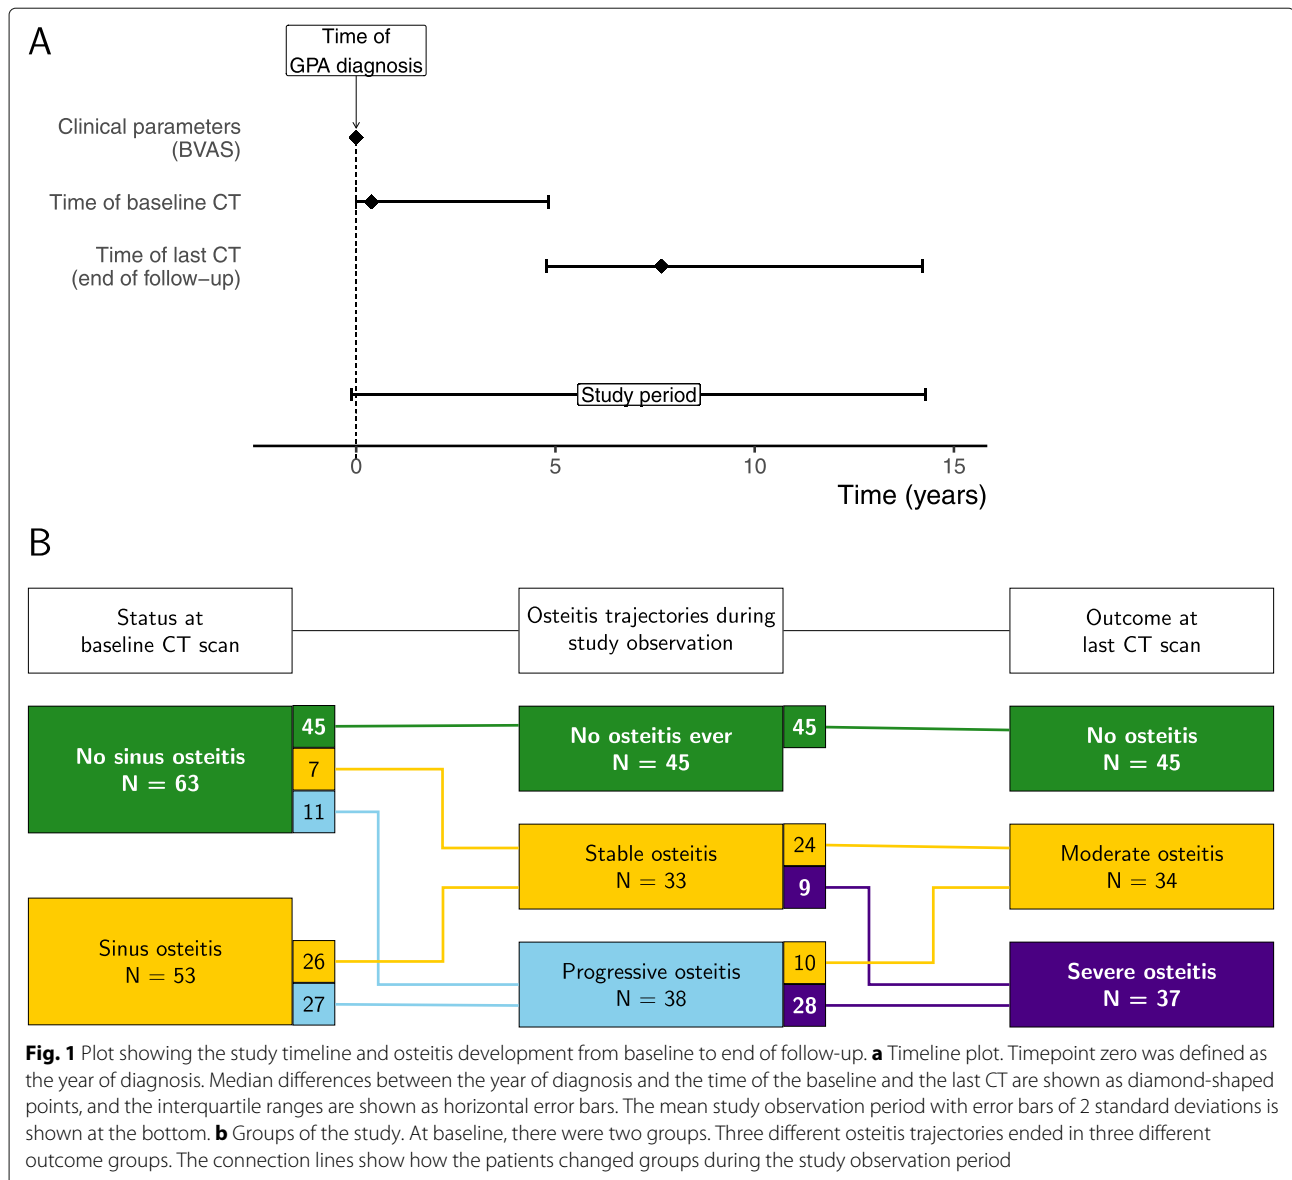 A
Time of
GPA diagnosis
Clinical parameters
(BVAS)
Time of baseline CT
Time of last CT
(end of follow−up)
Study period
0
5
10
15
Time (years)
B
Status at
baseline CT scan
Osteitis trajectories during
study observation
Outcome at
last CT scan
No sinus osteitis
N = 63
45
7
11
No osteitis ever
N = 45
45
No osteitis
N = 45
Stable osteitis
N = 33
24
9
Moderate osteitis
N = 34
Sinus osteitis
N = 53
26
27
Progressive osteitis
N = 38
10
28
Severe osteitis
N = 37
Fig. 1 Plot showing the study timeline and osteitis development from baseline to end of follow-up. a Timeline plot. Timepoint zero was defined as
the year of diagnosis. Median differences between the year of diagnosis and the time of the baseline and the last CT are shown as diamond-shaped
points, and the interquartile ranges are shown as horizontal error bars. The mean study observation period with error bars of 2 standard deviations is
shown at the bottom. b Groups of the study. At baseline, there were two groups. Three different osteitis trajectories ended in three different
outcome groups. The connection lines show how the patients changed groups during the study observation period